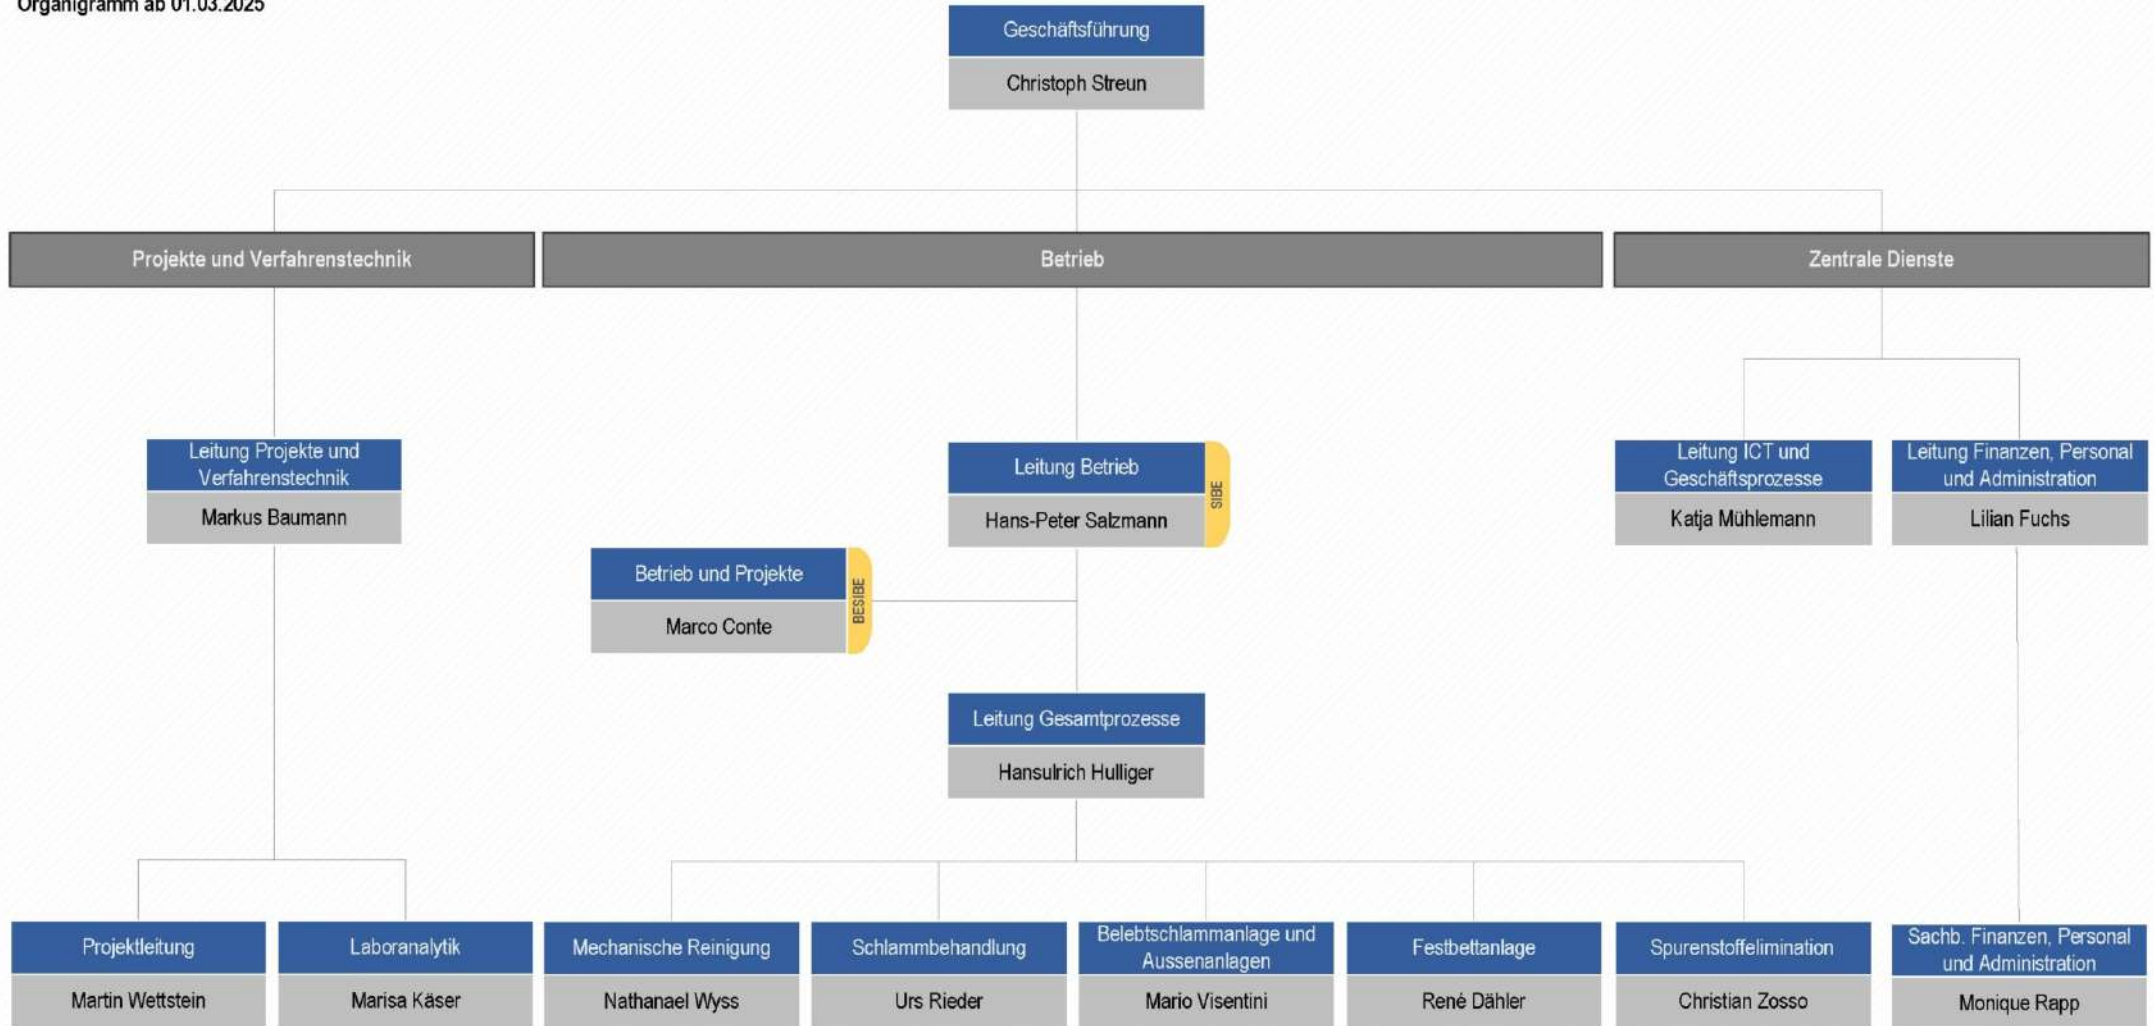 Organigramm ab 01.03.2025
Geschäftsführung
Christoph Streun
Projekte und Verfahrenstechnik
Betrieb
Zentrale Dienste
Leitung Projekte und
Verfahrenstechnik
Markus Baumann
Leitung Betrieb
Hans-Peter Salzmann
SIBE
Leitung ICT und
Geschäftsprozesse
Katja Mühlemann
Leitung Finanzen, Personal
und Administration
Lilian Fuchs
Betrieb und Projekte
Marco Conte
BESIBE
Leitung Gesamtprozesse
Hansulrich Hulliger
Projektleitung
Martin Wettstein
Laboranalytik
Marisa Käser
Mechanische Reinigung
Nathanael Wyss
Schlammbehandlung
Urs Rieder
Belebtschlammanlage und
Aussenanlagen
Mario Visentini
Festbettanlage
René Dähler
Spurenstoffelimination
Christian Zosso
Sachb. Finanzen, Personal
und Administration
Monique Rapp